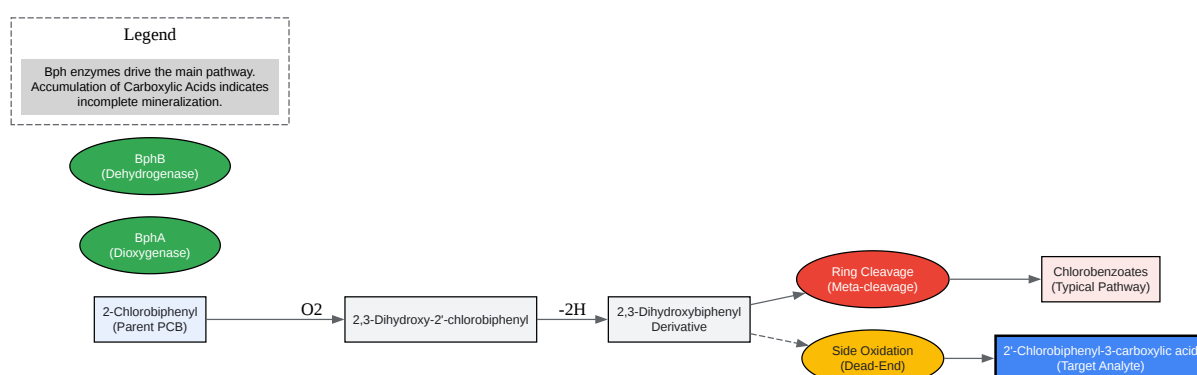 Legend
Bph enzymes drive the main pathway.
Accumulation of Carboxylic Acids indicates
incomplete mineralization.
BphB
(Dehydrogenase)
BphA
(Dioxygenase)
2-Chlorobiphenyl
(Parent PCB)
O2
2,3-Dihydroxy-2'-chlorobiphenyl
-2H
2,3-Dihydroxybiphenyl
Derivative
Ring Cleavage
(Meta-cleavage)
Chlorobenzoates
(Typical Pathway)
Side Oxidation
(Dead-End)
2'-Chlorobiphenyl-3-carboxylic acid
(Target Analyte)